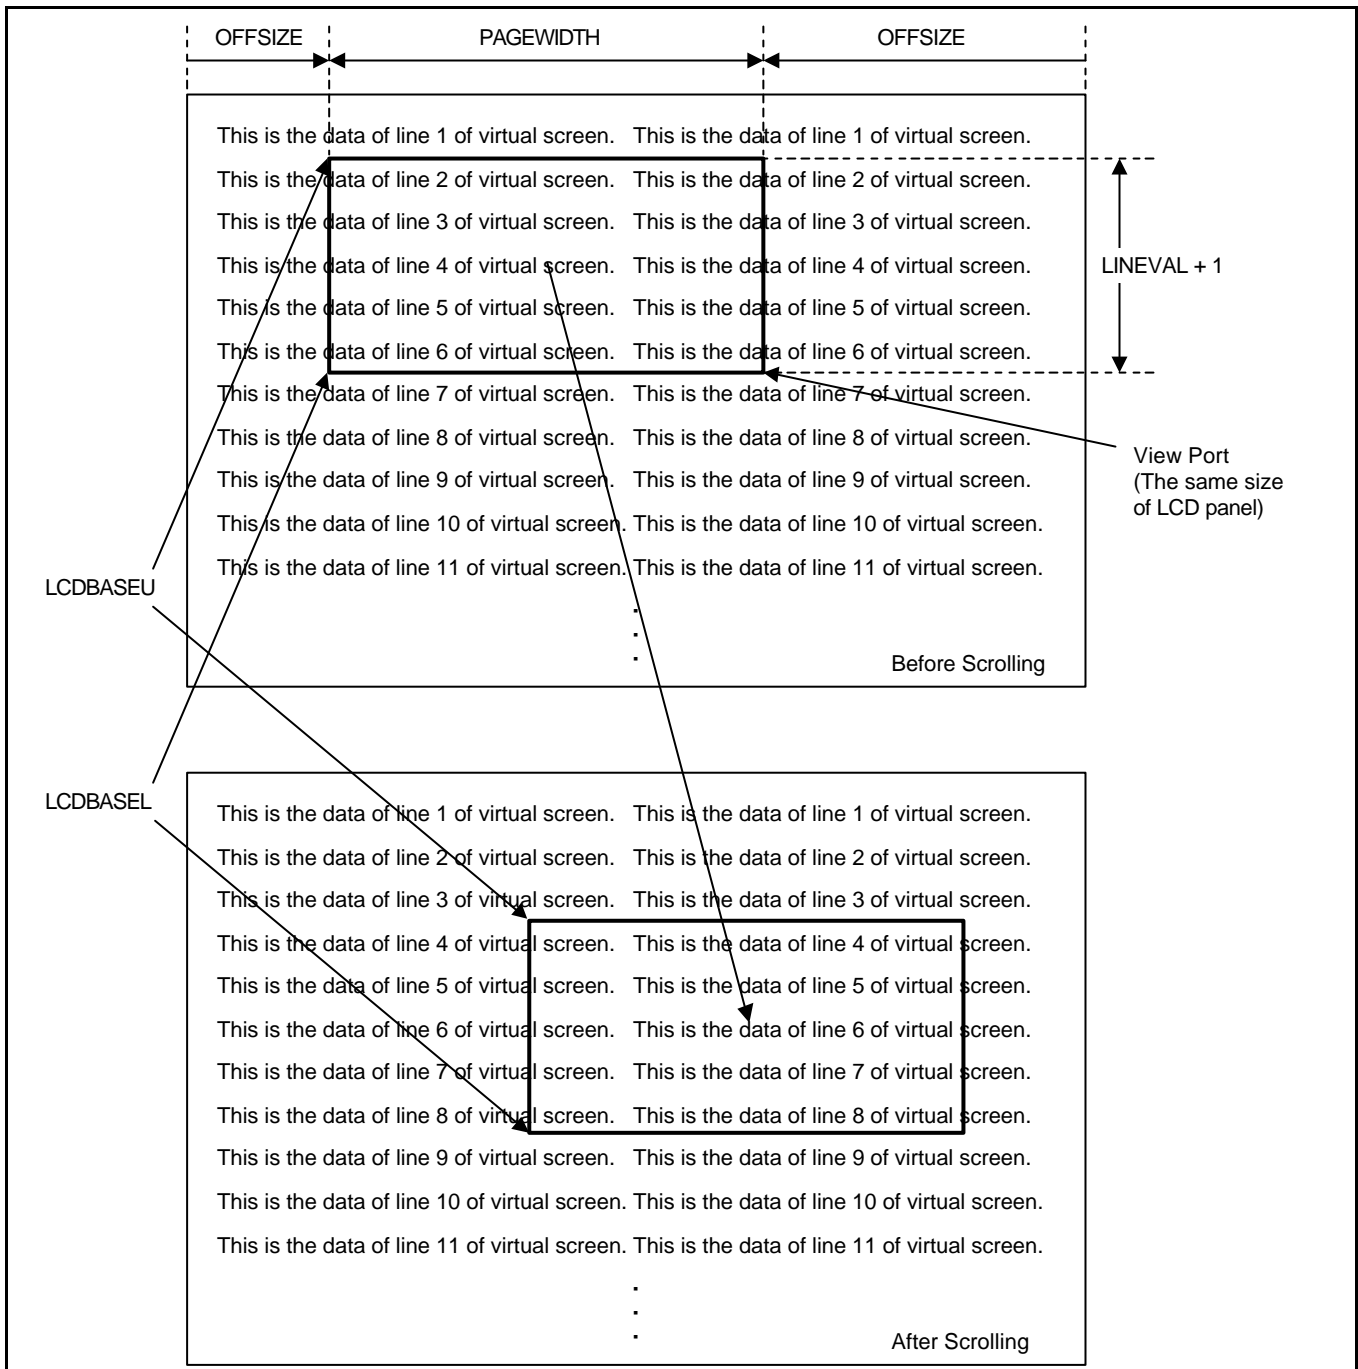 OFFSIZE PAGEWIDTH OFFSIZE
This is the data of line 1 of virtual screen. This is the data of line 1 of virtual screen.
This is the data of line 2 of virtual screen. This is the data of line 2 of virtual screen.
This is the data of line 3 of virtual screen. This is the data of line 3 of virtual screen.
This is the data of line 4 of virtual screen. This is the data of line 4 of virtual screen.
LINEVAL + 1
This is the data of line 5 of virtual screen. This is the data of line 5 of virtual screen.
This is the data of line 6 of virtual screen. This is the data of line 6 of virtual screen.
This is the data of line 7 of virtual screen. This is the data of line 7 of virtual screen.
This is the data of line 8 of virtual screen. This is the data of line 8 of virtual screen.
View Port
(The same size
of LCD panel)
This is the data of line 9 of virtual screen. This is the data of line 9 of virtual screen.
This is the data of line 10 of virtual screen. This is the data of line 10 of virtual screen.
This is the data of line 11 of virtual screen. This is the data of line 11 of virtual screen.
LCDBASEU
.
.
.
Before Scrolling
LCDBASEL
This is the data of line 1 of virtual screen. This is the data of line 1 of virtual screen.
This is the data of line 2 of virtual screen. This is the data of line 2 of virtual screen.
This is the data of line 3 of virtual screen. This is the data of line 3 of virtual screen.
This is the data of line 4 of virtual screen. This is the data of line 4 of virtual screen.
This is the data of line 5 of virtual screen. This is the data of line 5 of virtual screen.
This is the data of line 6 of virtual screen. This is the data of line 6 of virtual screen.
This is the data of line 7 of virtual screen. This is the data of line 7 of virtual screen.
This is the data of line 8 of virtual screen. This is the data of line 8 of virtual screen.
This is the data of line 9 of virtual screen. This is the data of line 9 of virtual screen.
This is the data of line 10 of virtual screen. This is the data of line 10 of virtual screen.
This is the data of line 11 of virtual screen. This is the data of line 11 of virtual screen.
.
.
.
After Scrolling